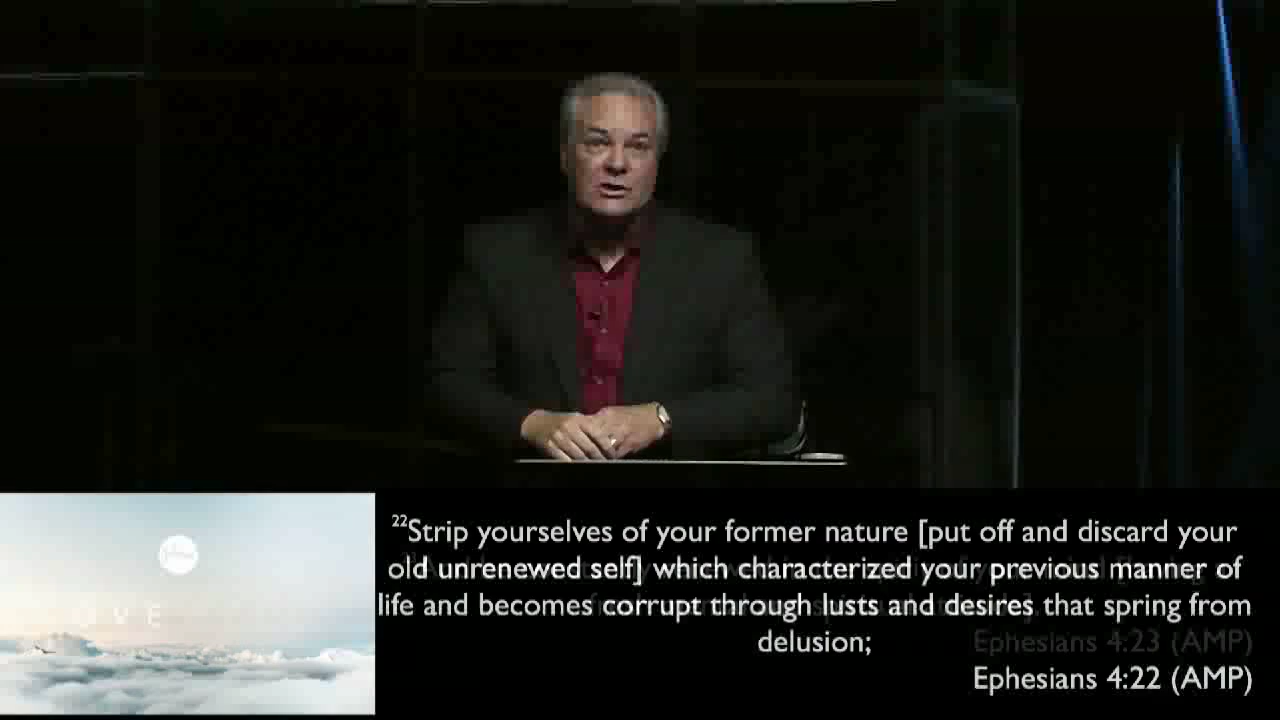 22Strip yourselves of your former nature [put off and discard your
old unrenewed self] which characterized your previous manner of
life and becomes corrupt through lusts and desires that spring from
delusion;
Ephesians 4:23 (AMP)
Ephesians 4:22 (AMP)